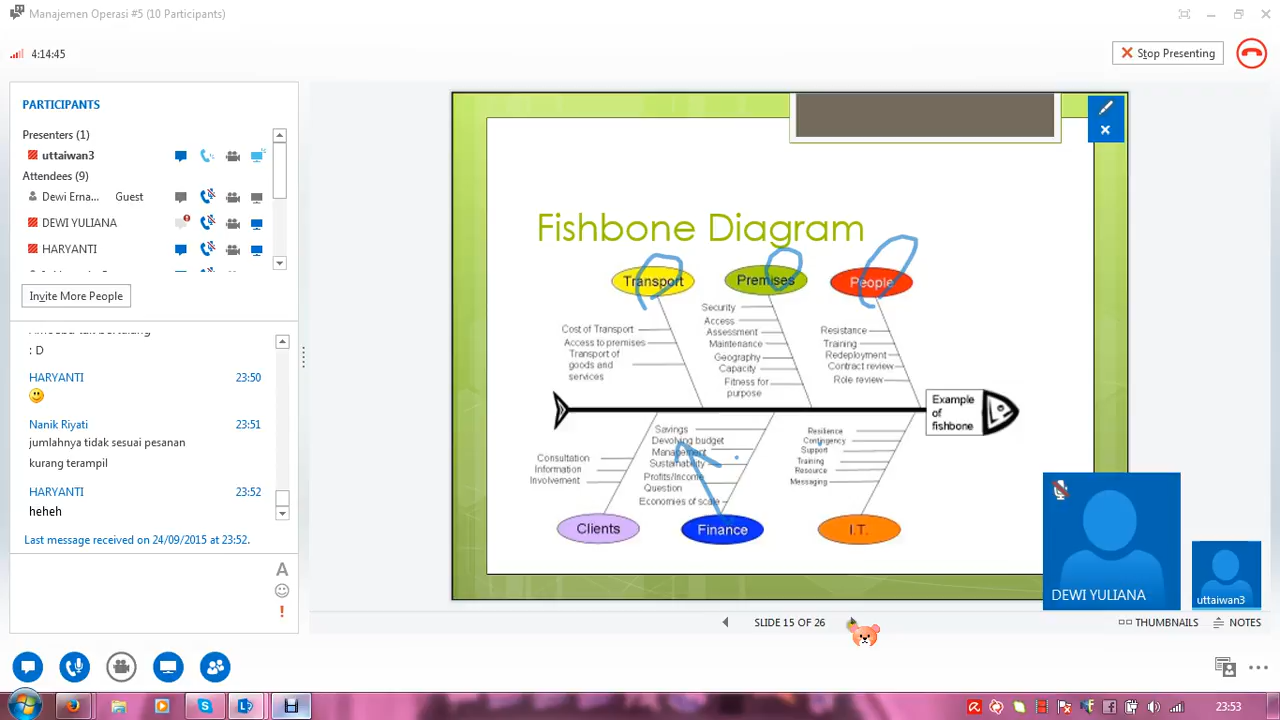 Manajemen Operasi #5 (10 Participants)
4:14:45
Stop Presenting
PARTICIPANTS
Presenters (1)
uttaiwan3
Attendees (9)
Dewi Erna... Guest
DEWI YULIANA
HARYANTI
Invite More People
: D
HARYANTI 23:50
Nanik Riyati 23:51
jumlahnya tidak sesuai pesanan
kurang terampil
HARYANTI 23:52
heheh
Last message received on 24/09/2015 at 23:52.
A
Fishbone Diagram
Transport
Premises
People
Cost of Transport
Access to premises
Transport of
goods and
services
Security
Access
Assessment
Maintenance
Geography
Capacity
Fitness for
purpose
Resistance
Training
Redeployment
Contract review
Role review
Example
of
fishbone
Consultation
Information
Involvement
Savings
Devolving budget
Management
Sustainability
Profits/income
Question
Economies of scale
Resilience
Contingency
Support
Training
Resource
Messaging
Clients
Finance
I.T.
DEWI YULIANA
uttaiwan3
SLIDE 15 OF 26
THUMBNAILS
NOTES
23:53